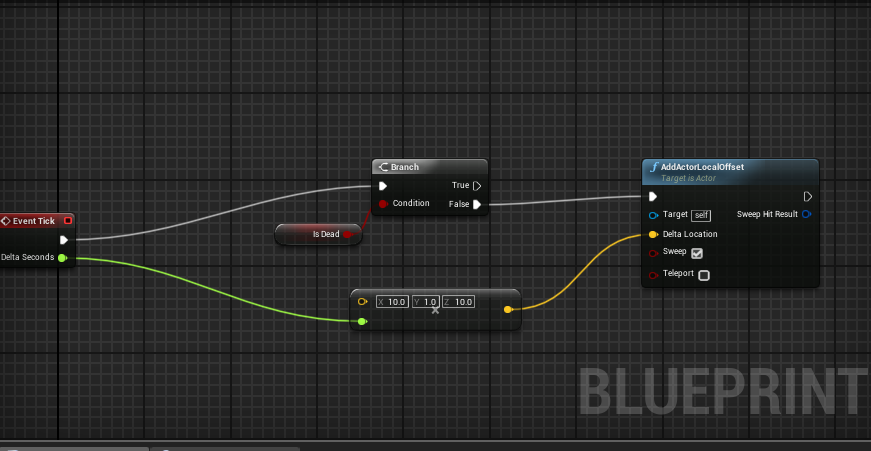 Branch
True
Condition
False
Is Dead
Event Tick
Delta Seconds
X 10.0 Y 1.0 Z 10.0
AddActorLocalOffset
Target is Actor
Target self
Sweep Hit Result
Delta Location
Sweep
Teleport
BLUEPRINT